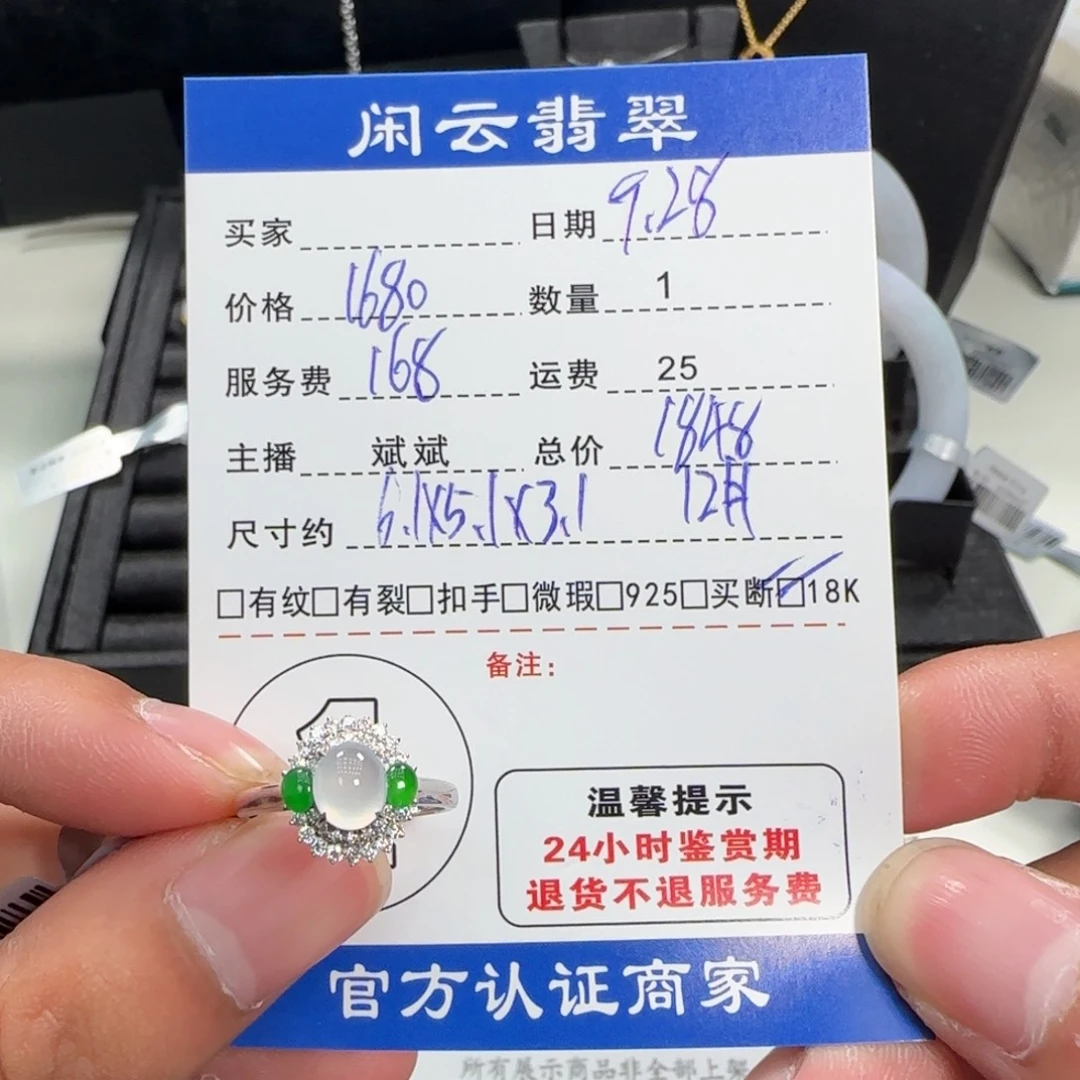 闲云翡翠
买家 日期 9.28
价格 1680 数量 1
服务费 168 运费 25
主播 斌斌 总价 1848
尺寸约 6.1X5.1X3.1 12月
□有纹□有裂□扣手□微瑕□925□买断□18K
备注:
温馨提示
24小时鉴赏期
退货不退服务费
官方认证商家
所有展示商品非全部上架